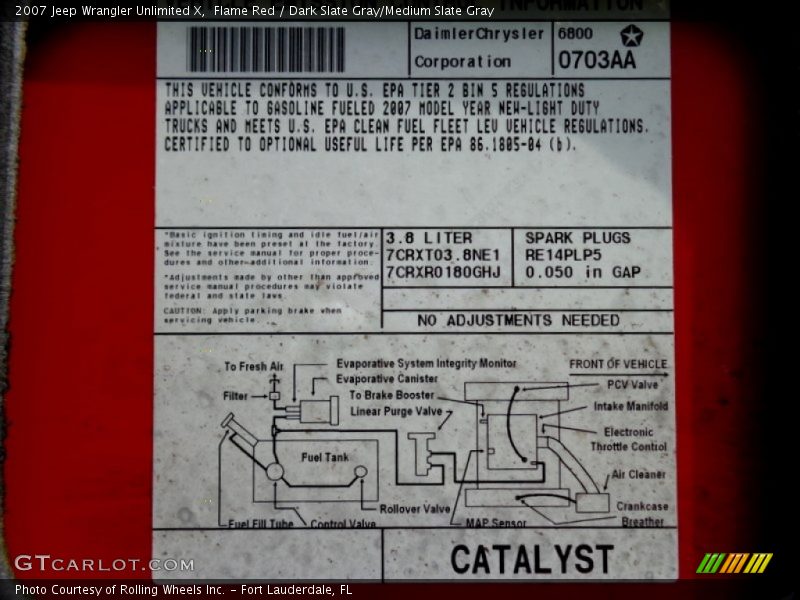 2007 Jeep Wrangler Unlimited X, Flame Red / Dark Slate Gray/Medium Slate Gray
INFORMATION
DaimlerChrysler
Corporation
6800
0703AA
THIS VEHICLE CONFORMS TO U.S. EPA TIER 2 BIN 5 REGULATIONS
APPLICABLE TO GASOLINE FUELED 2007 MODEL YEAR NEW-LIGHT DUTY
TRUCKS AND MEETS U.S. EPA CLEAN FUEL FLEET LEV VEHICLE REGULATIONS.
CERTIFIED TO OPTIONAL USEFUL LIFE PER EPA 86.1805-04 (b).
*Basic ignition timing and idle fuel/air
mixture have been preset at the factory.
See the service manual for proper proce-
dures and other additional information.
*Adjustments made by other than approved
service manual procedures may violate
federal and state laws.
CAUTION: Apply parking brake when
servicing vehicle.
3.8 LITER
7CRXT03.8NE1
7CRXR0180GHJ
SPARK PLUGS
RE14PLP5
0.050 in GAP
NO ADJUSTMENTS NEEDED
To Fresh Air
Evaporative System Integrity Monitor
FRONT OF VEHICLE
Evaporative Canister
PCV Valve
Filter
To Brake Booster
Intake Manifold
Linear Purge Valve
Electronic
Throttle Control
Fuel Tank
Air Cleaner
Rollover Valve
Crankcase
Breather
Fuel Fill Tube
Control Valve
MAP Sensor
CATALYST
GTCARLOT.COM
Photo Courtesy of Rolling Wheels Inc. - Fort Lauderdale, FL